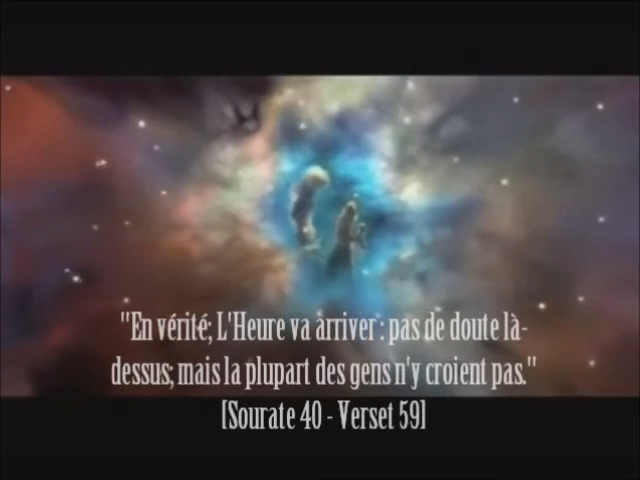 "En vérité; L'Heure va arriver : pas de doute là-
dessus; mais la plupart des gens n'y croient pas."
[Sourate 40 - Verset 59]